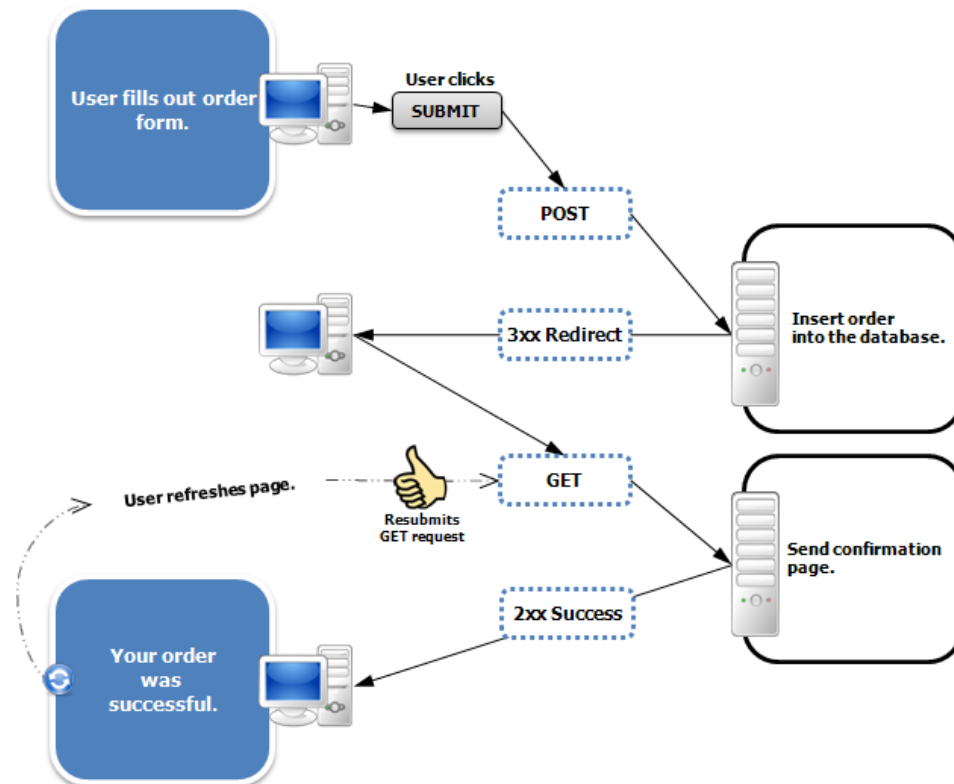 User fills out order
form.
User clicks
SUBMIT
POST
Insert order
into the database.
3xx Redirect
User refreshes page.
Resubmits
GET request
GET
Send confirmation
page.
2xx Success
Your order
was
successful.